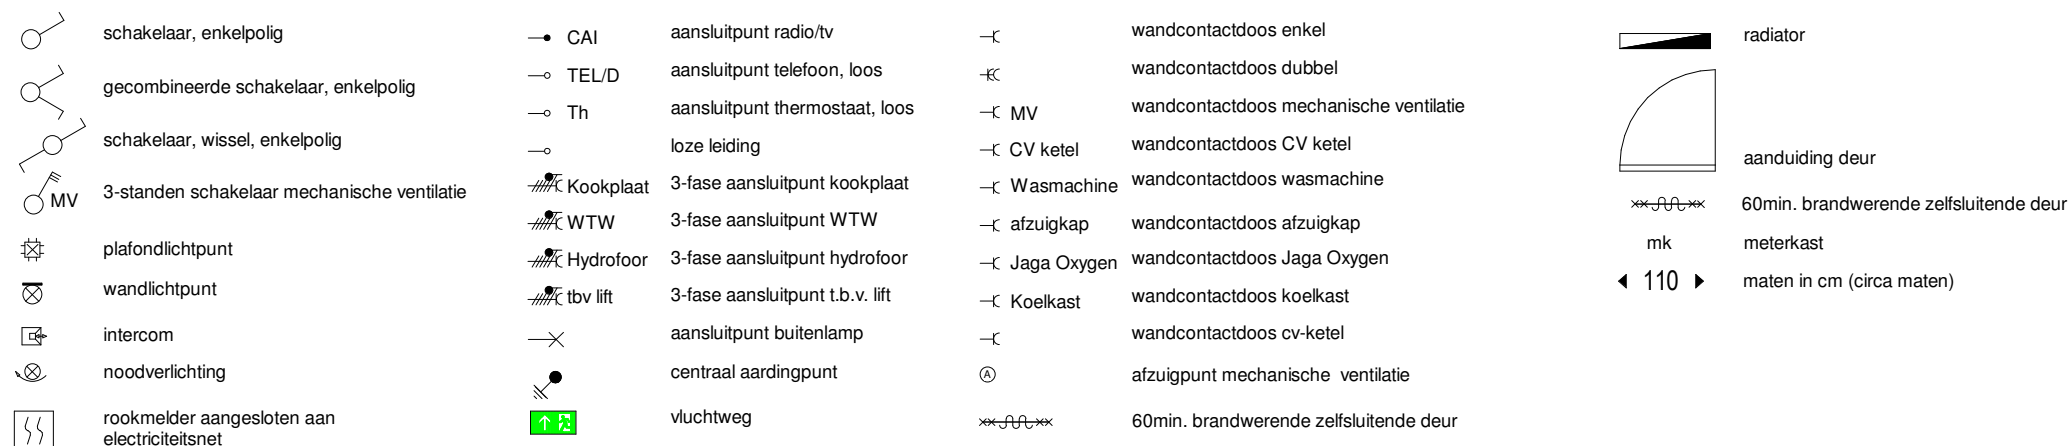 schakelaar, enkelpolig
gecombineerde schakelaar, enkelpolig
schakelaar, wissel, enkelpolig
MV 3-standen schakelaar mechanische ventilatie
plafondlichtpunt
wandlichtpunt
intercom
noodverlichting
rookmelder aangesloten aan
electriciteitsnet
CAI aansluitpunt radio/tv
TEL/D aansluitpunt telefoon, loos
Th aansluitpunt thermostaat, loos
loze leiding
Kookplaat 3-fase aansluitpunt kookplaat
WTW 3-fase aansluitpunt WTW
Hydrofoor 3-fase aansluitpunt hydrofoor
tbv lift 3-fase aansluitpunt t.b.v. lift
aansluitpunt buitenlamp
centraal aardingpunt
vluchtweg
wandcontactdoos enkel
wandcontactdoos dubbel
MV wandcontactdoos mechanische ventilatie
CV ketel wandcontactdoos CV ketel
Wasmachine wandcontactdoos wasmachine
afzuigkap wandcontactdoos afzuigkap
Jaga Oxygen wandcontactdoos Jaga Oxygen
Koelkast wandcontactdoos koelkast
wandcontactdoos cv-ketel
A afzuigpunt mechanische ventilatie
60min. brandwerende zelfsluitende deur
radiator
aanduiding deur
60min. brandwerende zelfsluitende deur
mk meterkast
110 maten in cm (circa maten)